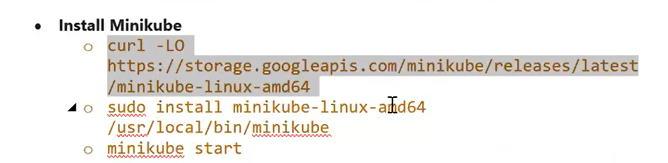 Install Minikube
curl -LO
https://storage.googleapis.com/minikube/releases/latest
/minikube-linux-amd64
sudo install minikube-linux-amd64
/usr/local/bin/minikube
minikube start